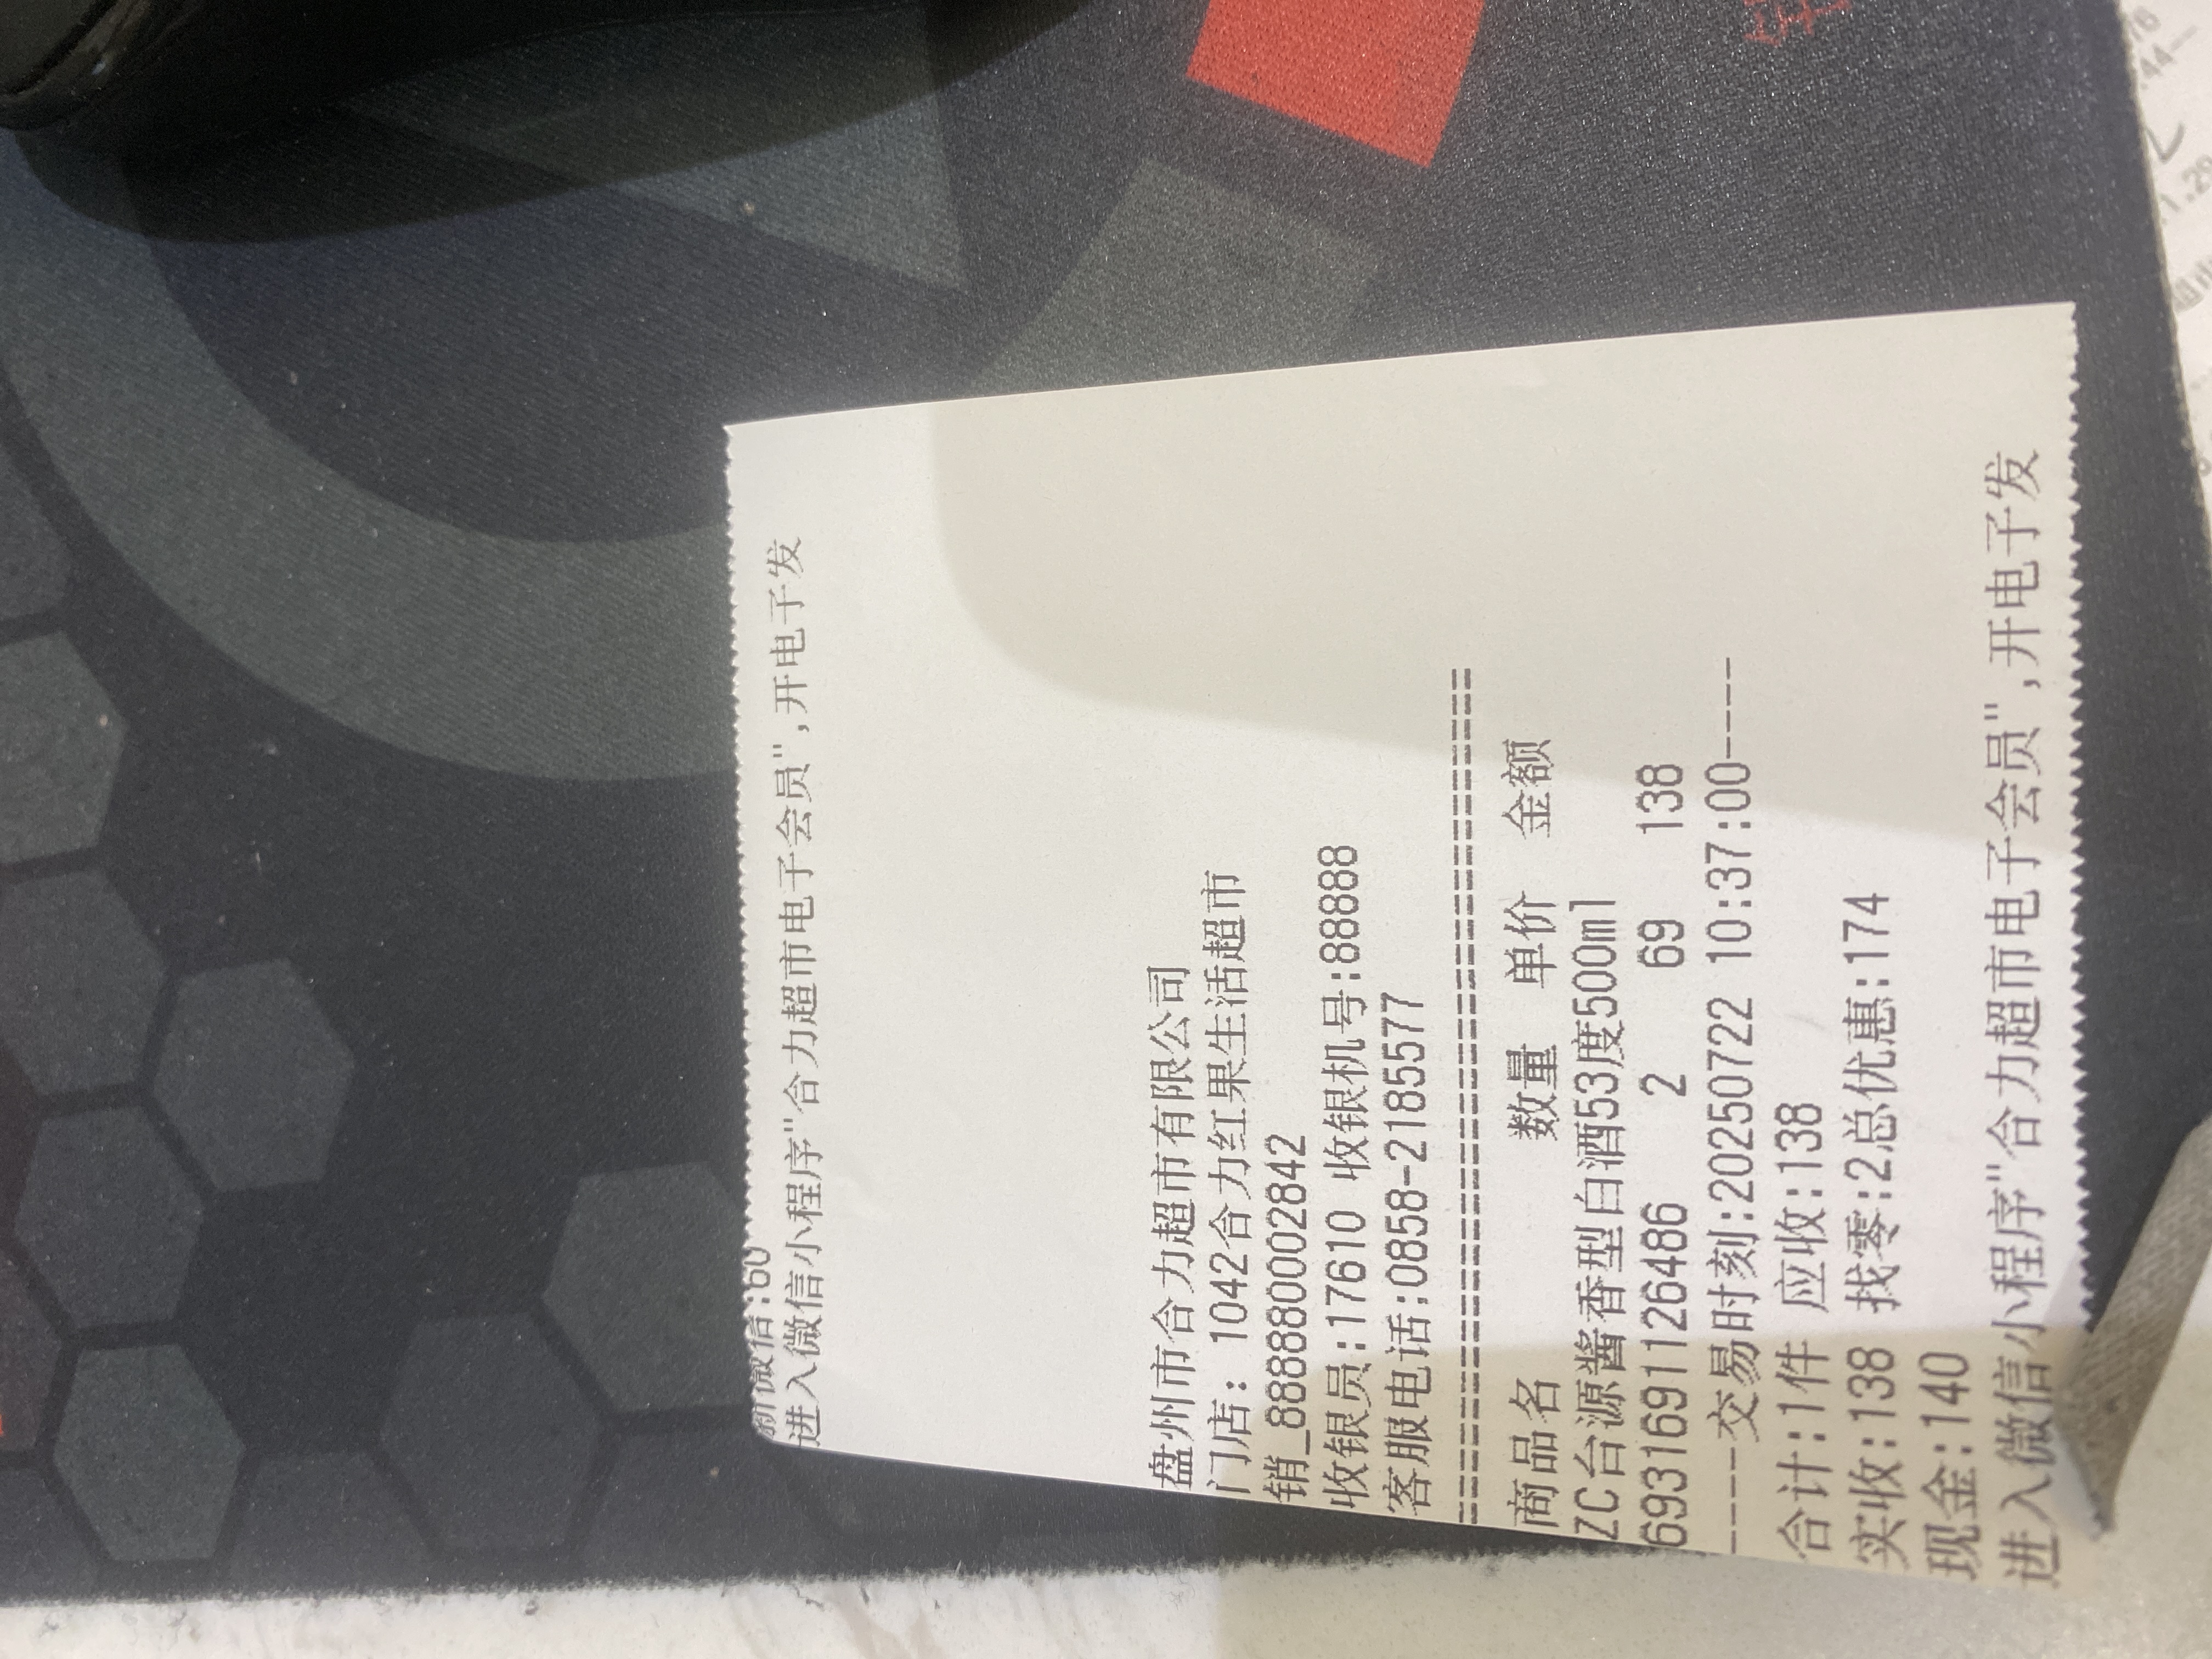 进入微信小程序"合力超市电子会员",开电子发
盘州市合力超市有限公司
门店: 1042合力红果生活超市
销_888880002842
收银员:17610 收银机号:88888
客服电话:0858-2185577
================================
商品名 数量 单价 金额
ZC台源酱香型白酒53度500ml
6931691126486 2 69 138
-----交易时刻:20250722 10:37:00-----
合计:1件 应收:138
实收:138 找零:2总优惠:174
现金:140
进入微信小程序"合力超市电子会员",开电子发